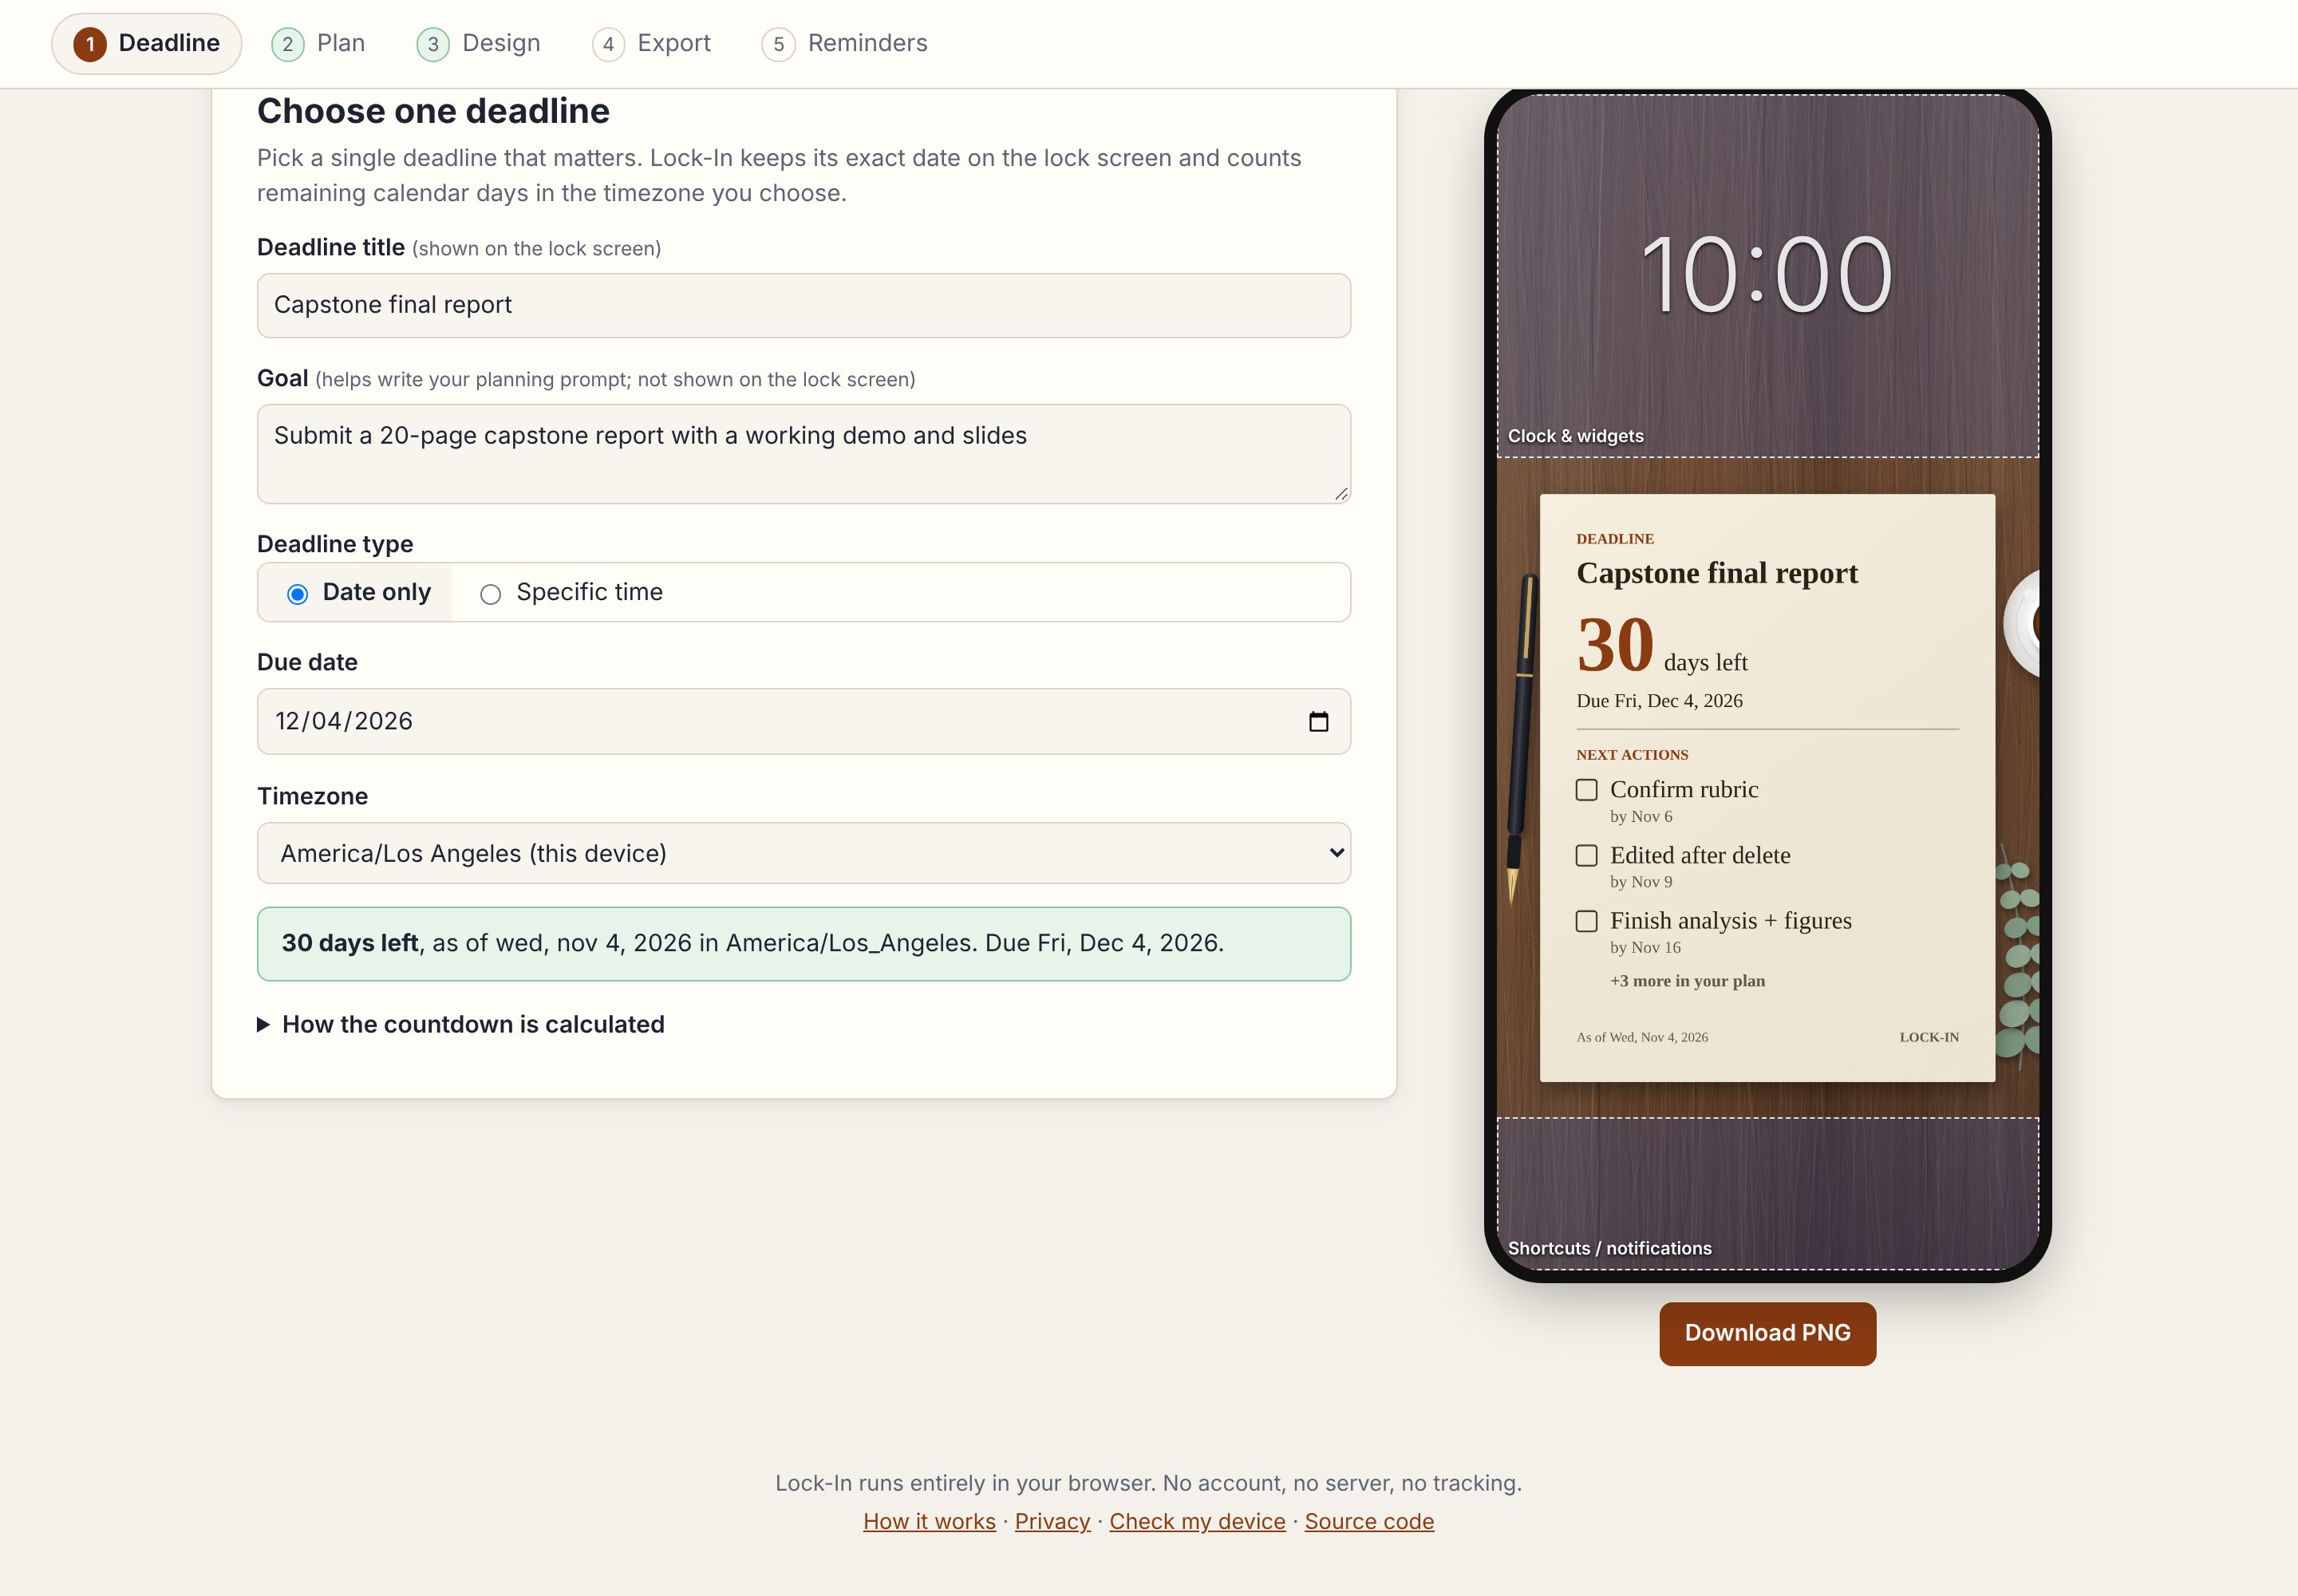 1 Deadline
2 Plan
3 Design
4 Export
5 Reminders
Choose one deadline
Pick a single deadline that matters. Lock-In keeps its exact date on the lock screen and counts
remaining calendar days in the timezone you choose.
Deadline title (shown on the lock screen)
Capstone final report
Goal (helps write your planning prompt; not shown on the lock screen)
Submit a 20-page capstone report with a working demo and slides
Deadline type
Date only
Specific time
Due date
12/04/2026
Timezone
America/Los Angeles (this device)
30 days left, as of wed, nov 4, 2026 in America/Los_Angeles. Due Fri, Dec 4, 2026.
How the countdown is calculated
10:00
Clock & widgets
DEADLINE
Capstone final report
30 days left
Due Fri, Dec 4, 2026
NEXT ACTIONS
Confirm rubric
by Nov 6
Edited after delete
by Nov 9
Finish analysis + figures
by Nov 16
+3 more in your plan
As of Wed, Nov 4, 2026
LOCK-IN
Shortcuts / notifications
Download PNG
Lock-In runs entirely in your browser. No account, no server, no tracking.
How it works · Privacy · Check my device · Source code